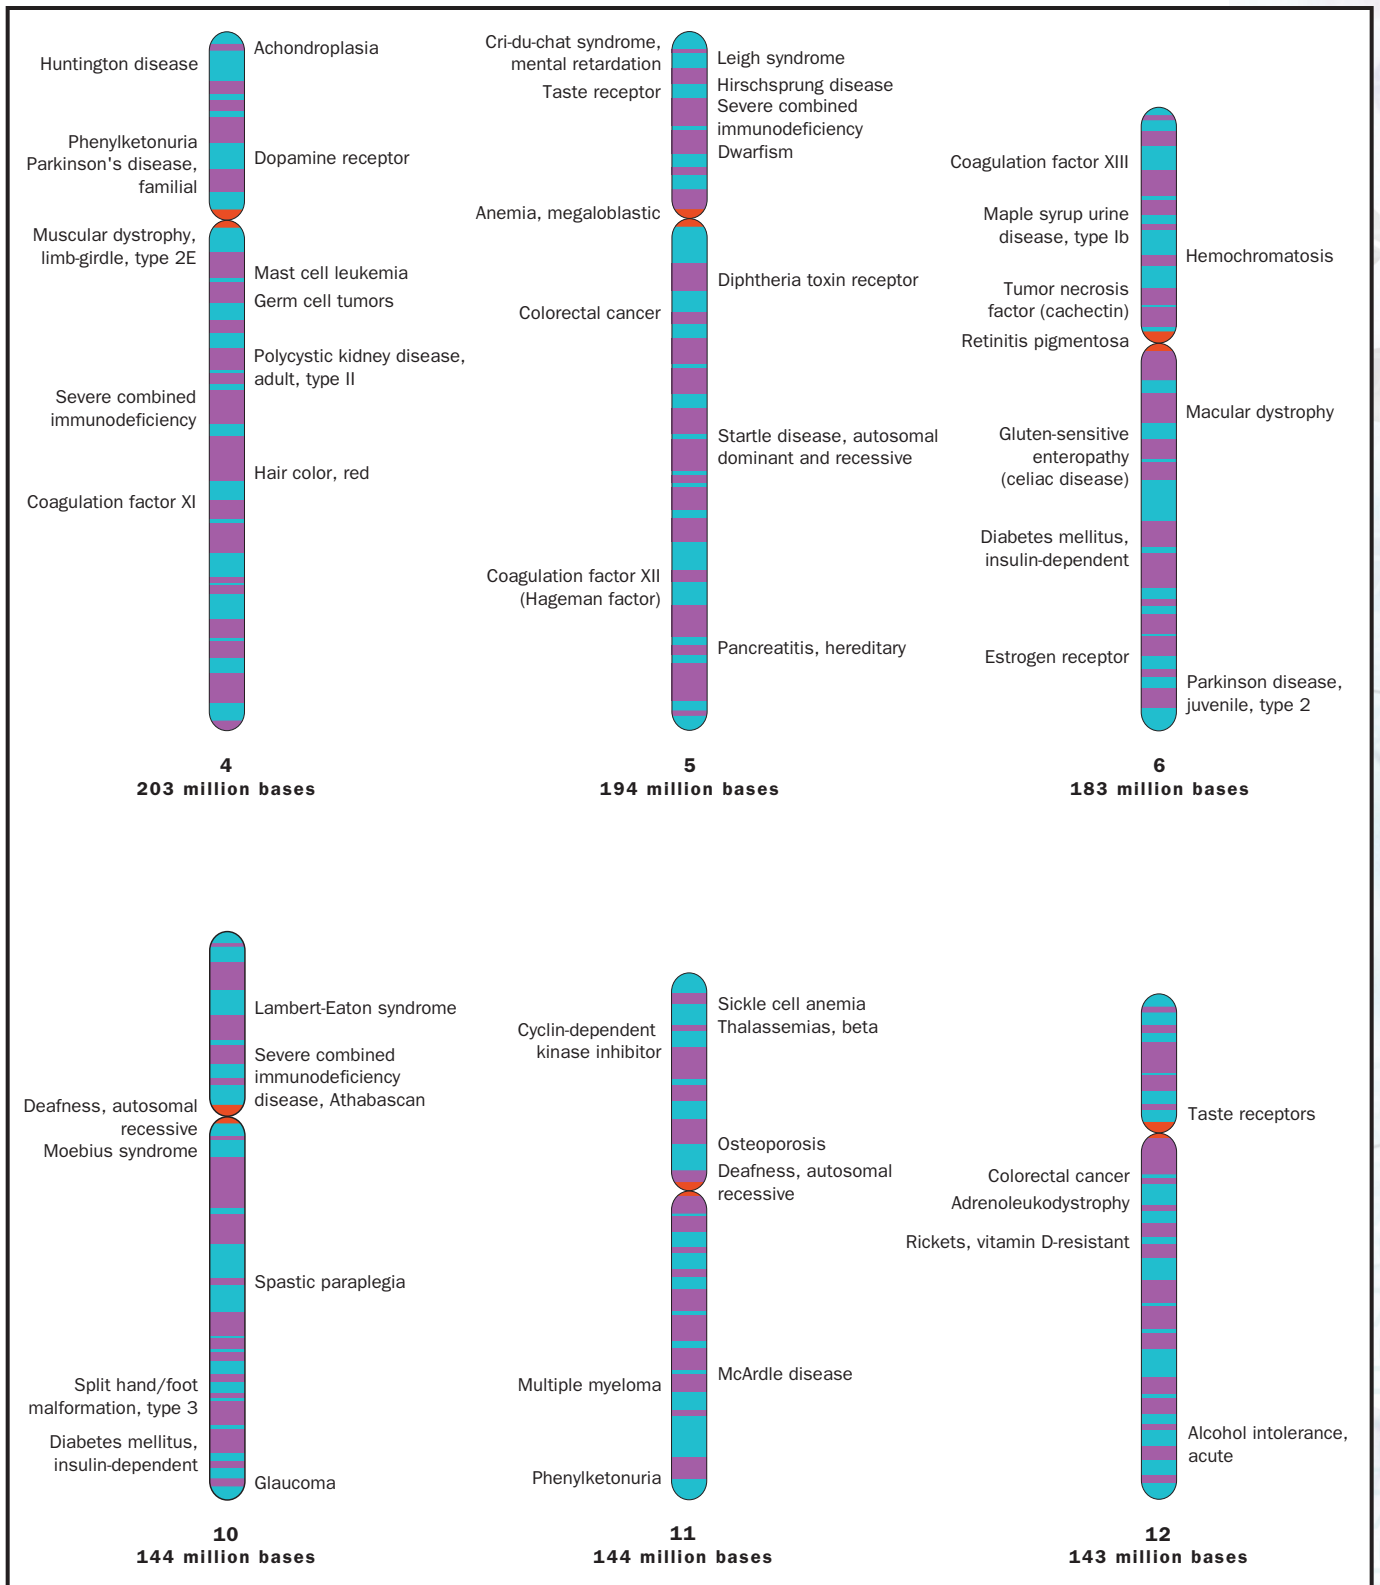 Huntington disease
Phenylketonuria
Parkinson's disease,
familial
Muscular dystrophy,
limb-girdle, type 2E
Severe combined
immunodeficiency
Coagulation factor XI
Achondroplasia
Dopamine receptor
Mast cell leukemia
Germ cell tumors
Polycystic kidney disease,
adult, type II
Hair color, red
4
203 million bases
Cri-du-chat syndrome,
mental retardation
Taste receptor
Anemia, megaloblastic
Colorectal cancer
Coagulation factor XII
(Hageman factor)
Leigh syndrome
Hirschsprung disease
Severe combined
immunodeficiency
Dwarfism
Diphtheria toxin receptor
Startle disease, autosomal
dominant and recessive
Pancreatitis, hereditary
5
194 million bases
Coagulation factor XIII
Maple syrup urine
disease, type Ib
Tumor necrosis
factor (cachectin)
Retinitis pigmentosa
Gluten-sensitive
enteropathy
(celiac disease)
Diabetes mellitus,
insulin-dependent
Estrogen receptor
Hemochromatosis
Macular dystrophy
Parkinson disease,
juvenile, type 2
6
183 million bases
Deafness, autosomal
recessive
Moebius syndrome
Split hand/foot
malformation, type 3
Diabetes mellitus,
insulin-dependent
Lambert-Eaton syndrome
Severe combined
immunodeficiency
disease, Athabascan
Spastic paraplegia
Glaucoma
10
144 million bases
Cyclin-dependent
kinase inhibitor
Multiple myeloma
Phenylketonuria
Sickle cell anemia
Thalassemias, beta
Osteoporosis
Deafness, autosomal
recessive
McArdle disease
11
144 million bases
Colorectal cancer
Adrenoleukodystrophy
Rickets, vitamin D-resistant
Taste receptors
Alcohol intolerance,
acute
12
143 million bases